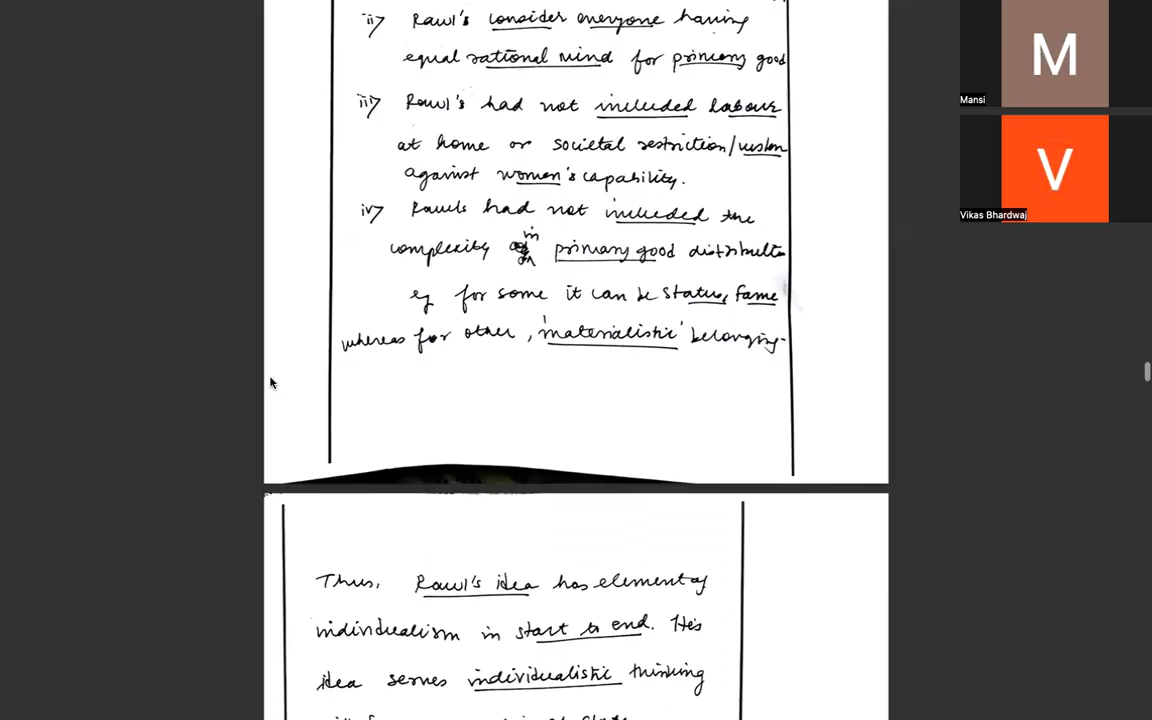 ii> Rawl's consider everyone having
equal rational mind for primary good
iii> Rawl's had not included labour
at home or societal restriction/
against women's capability.
iv> Rawls had not included the
complexity in primary good distributio
eg for some it can be status, fame
whereas for other, 'materialistic' belonging-
Thus, Rawl's idea has element of
individualism in start to end. His
idea serves individualistic thinking
M
Mansi
V
Vikas Bhardwaj